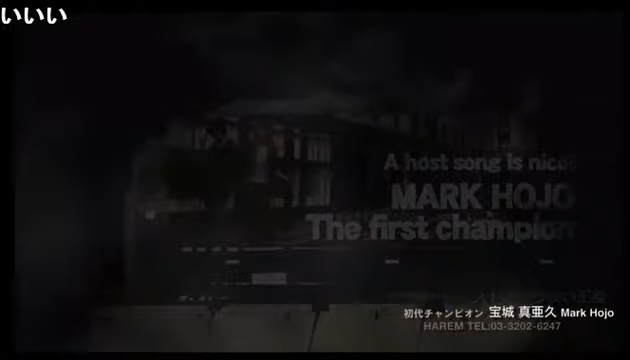 いいい
A host song is nice!
MARK HOJO
The first champion
初代チャンピオン 宝城 真亜久 Mark Hojo
HAREM TEL:03-3202-6247